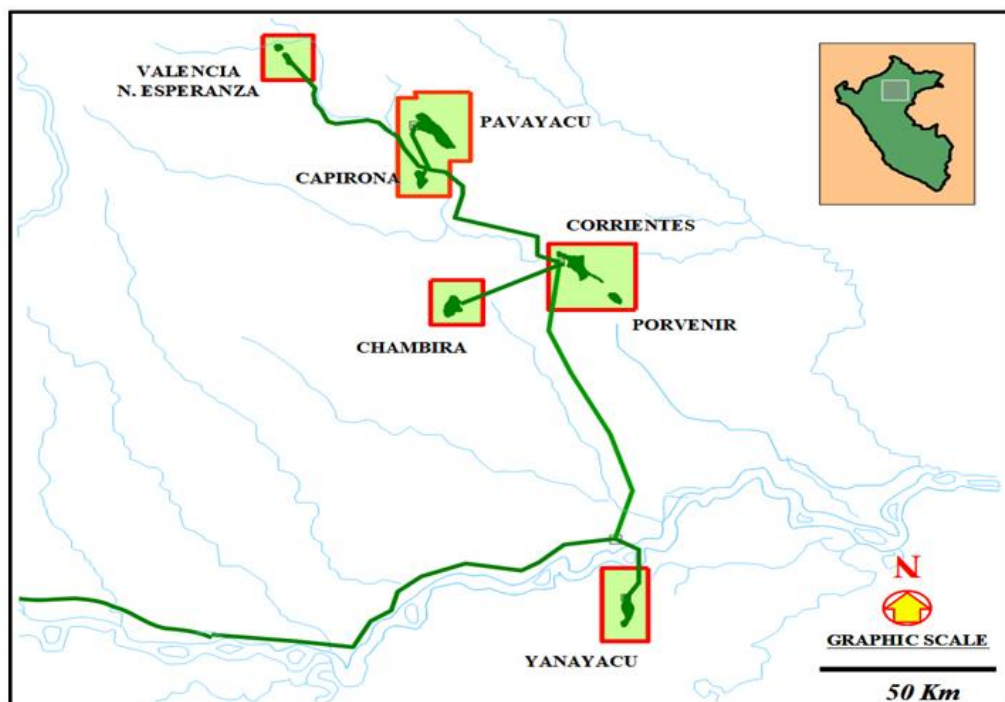 VALENCIA
N. ESPERANZA
PAVAYACU
CAPIRONA
CORRIENTES
PORVENIR
CHAMBIRA
YANAYACU
N
GRAPHIC SCALE
50 Km